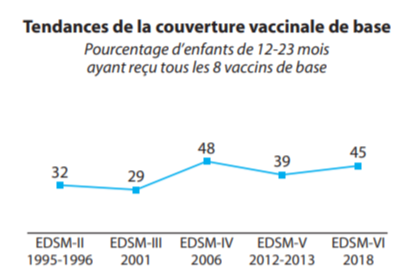 Tendances de la couverture vaccinale de base
Pourcentage d'enfants de 12-23 mois
ayant reçu tous les 8 vaccins de base
32 29 48 39 45
EDSM-II EDSM-III EDSM-IV EDSM-V EDSM-VI
1995-1996 2001 2006 2012-2013 2018